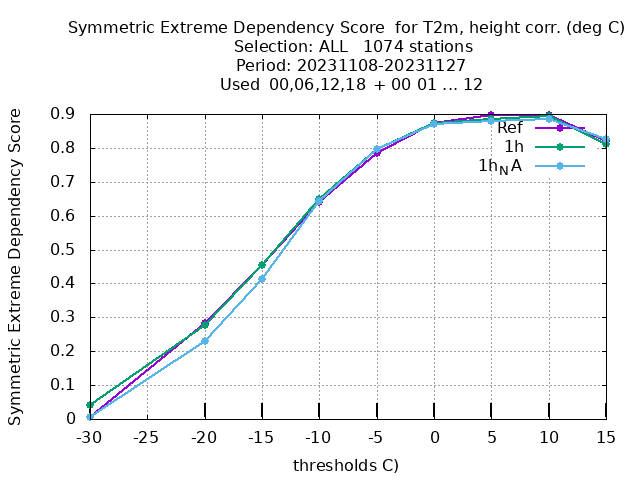 Symmetric Extreme Dependency Score  for T2m, height corr. (deg C)
Selection: ALL   1074 stations
Period: 20231108-20231127
Used  00,06,12,18  + 00 01 ... 12
Symmetric Extreme Dependency Score
0.9
0.8
0.7
0.6
0.5
0.4
0.3
0.2
0.1
0
Ref
1h
1h_NA
-30 -25 -20 -15 -10 -5 0 5 10 15
thresholds C)